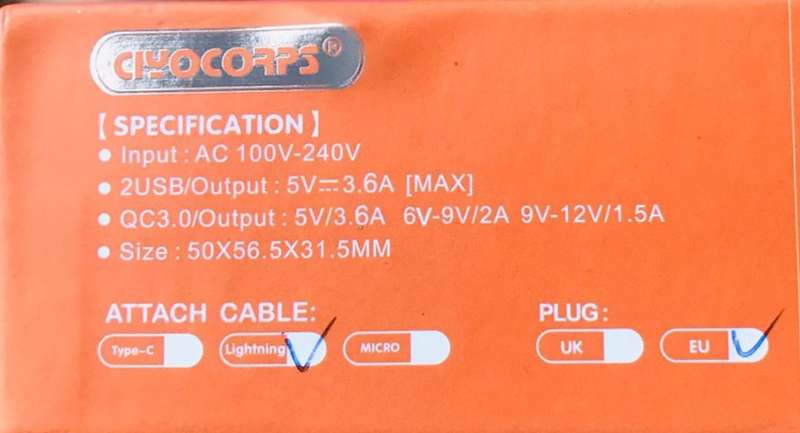 CIYOCORPS®
【SPECIFICATION】
● Input : AC 100V-240V
● 2USB/Output : 5V⎓3.6A [MAX]
● QC3.0/Output : 5V/3.6A 6V-9V/2A 9V-12V/1.5A
● Size : 50X56.5X31.5MM
ATTACH CABLE: PLUG:
Type-C Lightning MICRO UK EU